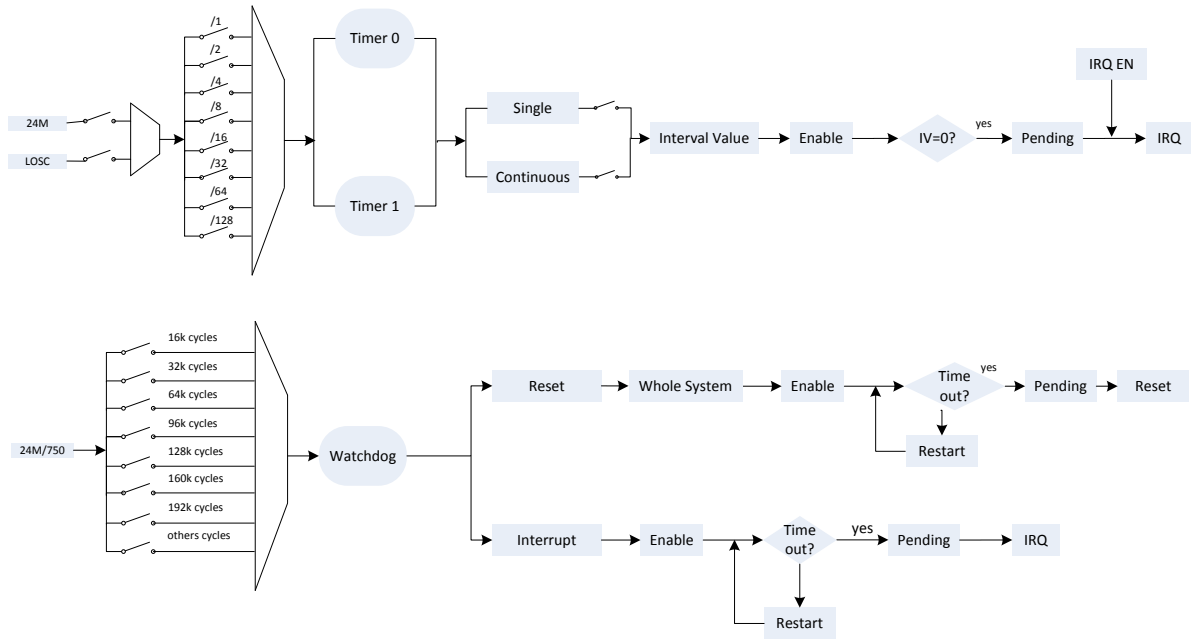 24M
LOSC
/1
/2
/4
/8
/16
/32
/64
/128
Timer 0
Timer 1
Single
Continuous
Interval Value
Enable
IV=0?
yes
Pending
IRQ EN
IRQ
24M/750
16k cycles
32k cycles
64k cycles
96k cycles
128k cycles
160k cycles
192k cycles
others cycles
Watchdog
Reset
Whole System
Enable
Time
out?
yes
Pending
Reset
Restart
Interrupt
Enable
Time
out?
yes
Pending
IRQ
Restart